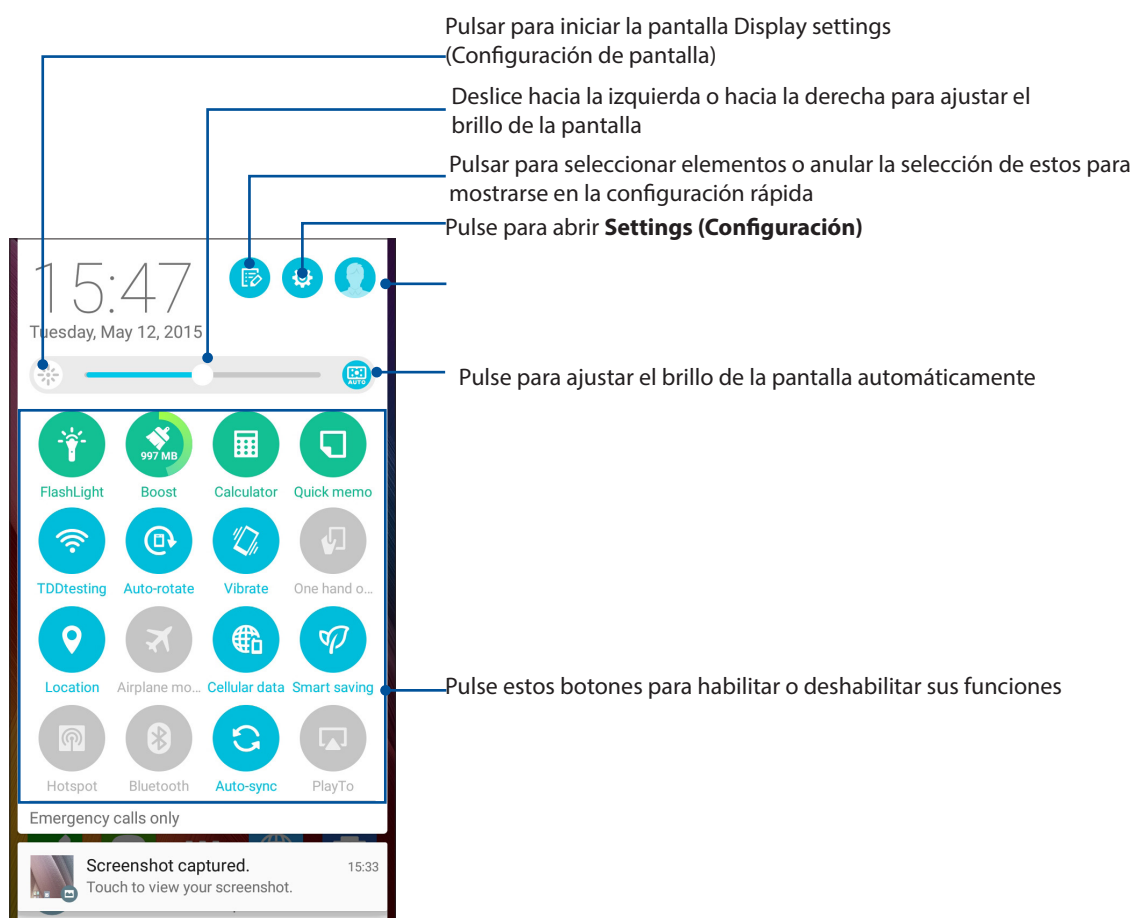 Pulsar para iniciar la pantalla Display settings
(Configuración de pantalla)
Deslice hacia la izquierda o hacia la derecha para ajustar el
brillo de la pantalla
Pulsar para seleccionar elementos o anular la selección de estos para
mostrarse en la configuración rápida
Pulse para abrir Settings (Configuración)
15:47
Tuesday, May 12, 2015
AUTO
Pulse para ajustar el brillo de la pantalla automáticamente
997 MB
FlashLight Boost Calculator Quick memo
TDDtesting Auto-rotate Vibrate One hand o...
Location Airplane mo... Cellular data Smart saving
Pulse estos botones para habilitar o deshabilitar sus funciones
Hotspot Bluetooth Auto-sync PlayTo
Emergency calls only
Screenshot captured. 15:33
Touch to view your screenshot.